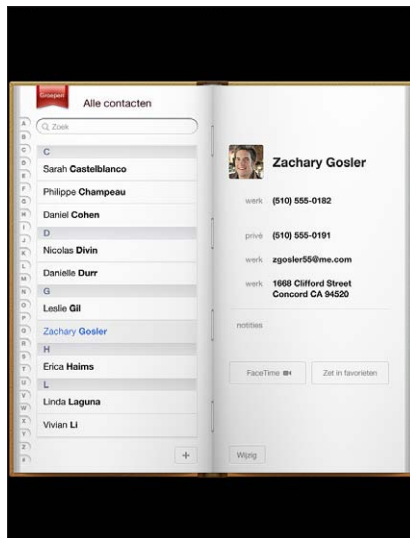 Groepen
Alle contacten
Zoek
A
B
C
D
E
F
G
H
I
J
K
L
M
N
O
P
Q
R
S
T
U
V
W
X
Y
Z
#
C
Sarah Castelblanco
Philippe Champeau
Daniel Cohen
D
Nicolas Divin
Danielle Durr
G
Leslie Gil
Zachary Gosler
H
Erica Haims
L
Linda Laguna
Vivian Li
+
Zachary Gosler
werk (510) 555-0182
privé (510) 555-0191
werk zgosler55@me.com
werk 1668 Clifford Street
Concord CA 94520
notities
FaceTime
Zet in favorieten
Wijzig